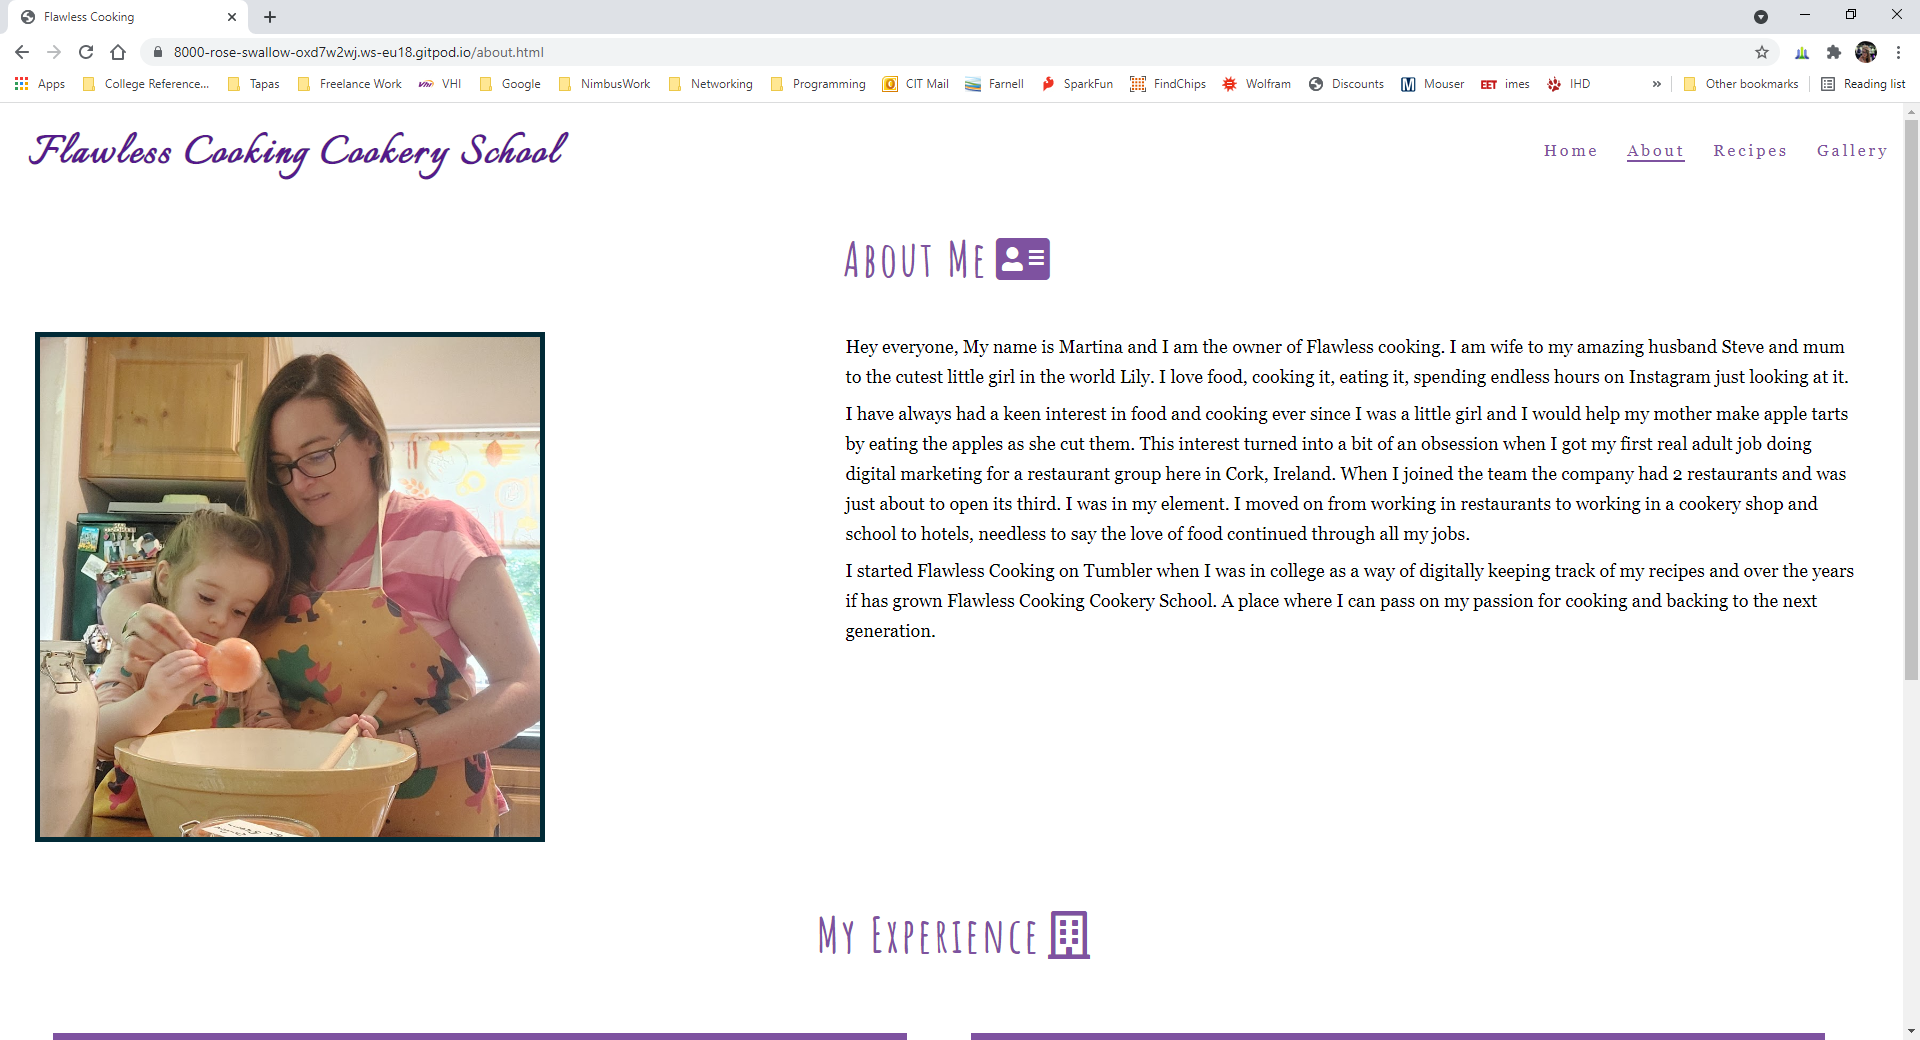 Flawless Cooking
8000-rose-swallow-oxd7w2wj.ws-eu18.gitpod.io/about.html
Apps College Reference... Tapas Freelance Work VHI Google NimbusWork Networking Programming CIT Mail Farnell SparkFun FindChips Wolfram Discounts Mouser EET imes IHD » Other bookmarks Reading list
Flawless Cooking Cookery School
Home About Recipes Gallery
About Me
Hey everyone, My name is Martina and I am the owner of Flawless cooking. I am wife to my amazing husband Steve and mum
to the cutest little girl in the world Lily. I love food, cooking it, eating it, spending endless hours on Instagram just looking at it.
I have always had a keen interest in food and cooking ever since I was a little girl and I would help my mother make apple tarts
by eating the apples as she cut them. This interest turned into a bit of an obsession when I got my first real adult job doing
digital marketing for a restaurant group here in Cork, Ireland. When I joined the team the company had 2 restaurants and was
just about to open its third. I was in my element. I moved on from working in restaurants to working in a cookery shop and
school to hotels, needless to say the love of food continued through all my jobs.
I started Flawless Cooking on Tumbler when I was in college as a way of digitally keeping track of my recipes and over the years
if has grown Flawless Cooking Cookery School. A place where I can pass on my passion for cooking and backing to the next
generation.
My Experience